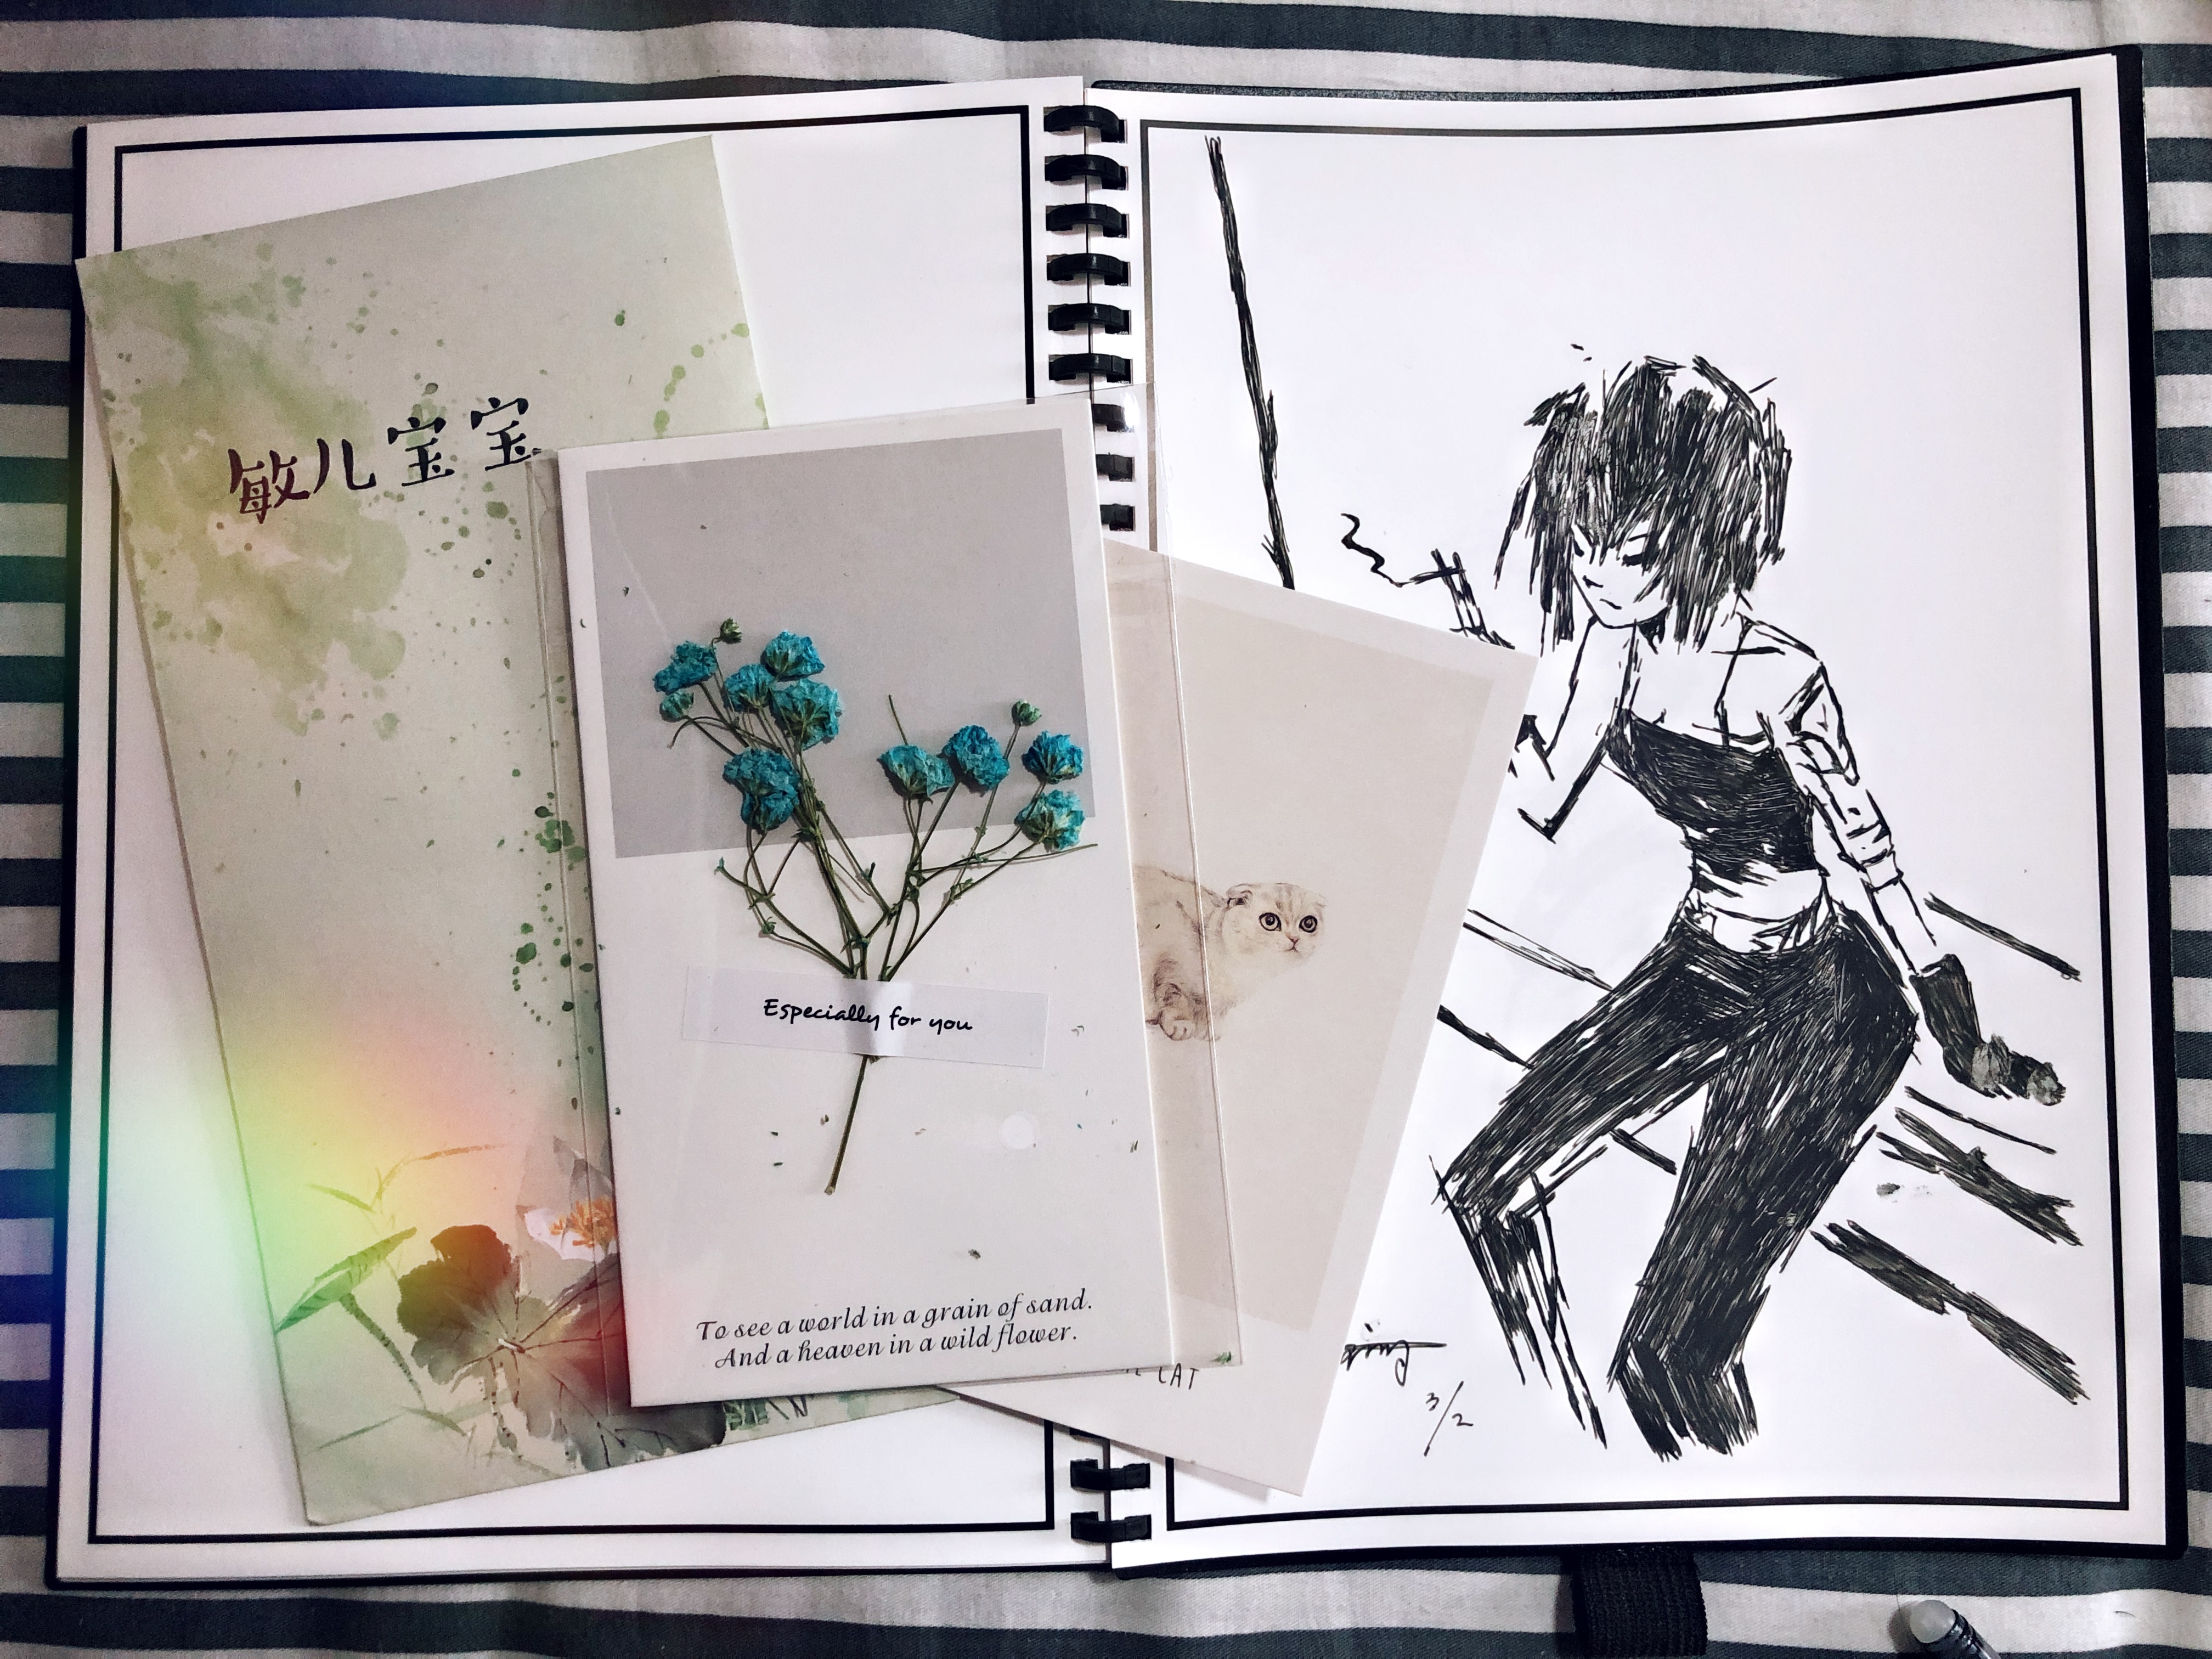 敏儿宝宝
Especially for you
To see a world in a grain of sand.
And a heaven in a wild flower.
CAT
3/2